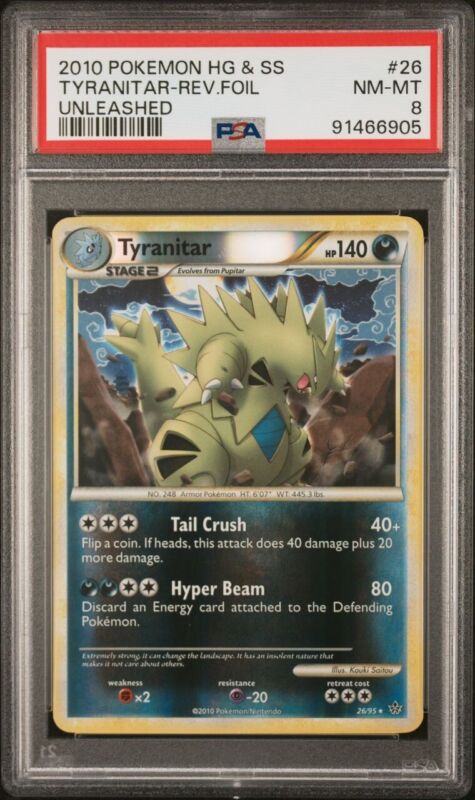 2010 POKEMON HG & SS #26
TYRANITAR-REV.FOIL NM-MT
UNLEASHED 8
PSA 91466905
Tyranitar HP 140
STAGE 2 Evolves from Pupitar
NO. 248 Armor Pokémon HT: 6'07" WT: 445.3 lbs.
Tail Crush 40+
Flip a coin. If heads, this attack does 40 damage plus 20
more damage.
Hyper Beam 80
Discard an Energy card attached to the Defending
Pokémon.
Extremely strong, it can change the landscape. It has an insolent nature that
makes it not care about others.
Illus. Kouki Saitou
weakness resistance retreat cost
×2 -20
©2010 Pokémon/Nintendo 26/95 ★